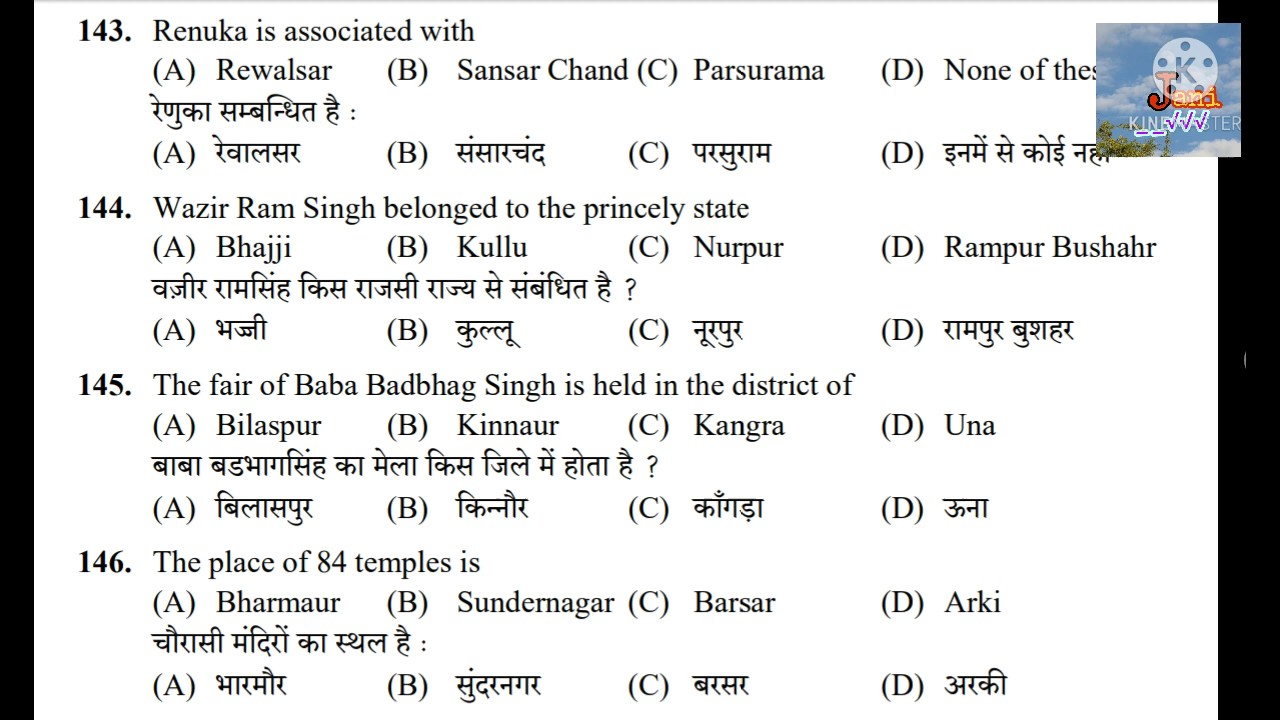 143. Renuka is associated with
(A) Rewalsar (B) Sansar Chand (C) Parsurama (D) None of
रेणुका सम्बन्धित है :
(A) रेवालसर (B) संसारचंद (C) परसुराम (D) इनमें से कोई
144. Wazir Ram Singh belonged to the princely state
(A) Bhajji (B) Kullu (C) Nurpur (D) Rampur Bushahr
वज़ीर रामसिंह किस राजसी राज्य से संबंधित है ?
(A) भज्जी (B) कुल्लू (C) नूरपुर (D) रामपुर बुशहर
145. The fair of Baba Badbhag Singh is held in the district of
(A) Bilaspur (B) Kinnaur (C) Kangra (D) Una
बाबा बडभागसिंह का मेला किस जिले में होता है ?
(A) बिलासपुर (B) किन्नौर (C) काँगड़ा (D) ऊना
146. The place of 84 temples is
(A) Bharmaur (B) Sundernagar (C) Barsar (D) Arki
चौरासी मंदिरों का स्थल है :
(A) भारमौर (B) सुंदरनगर (C) बरसर (D) अरकी
K
Jani